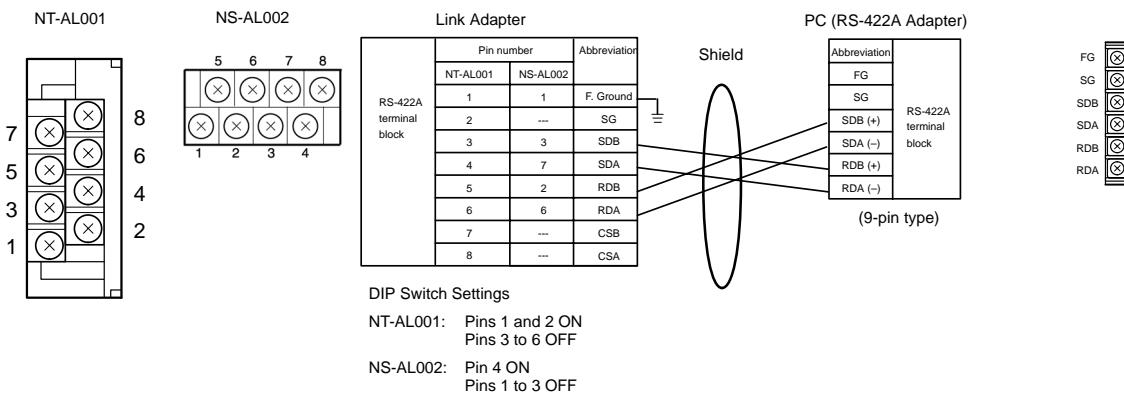 NT-AL001
NS-AL002
Link Adapter
PC (RS-422A Adapter)
7
5
3
1
8
6
4
2
5 6 7 8
1 2 3 4
RS-422A
terminal
block
Pin number Abbreviation
NT-AL001 NS-AL002
1 1 F. Ground
2 --- SG
3 3 SDB
4 7 SDA
5 2 RDB
6 6 RDA
7 --- CSB
8 --- CSA
Shield
Abbreviation
FG
SG
SDB (+)
SDA (–)
RDB (+)
RDA (–)
RS-422A
terminal
block
(9-pin type)
FG
SG
SDB
SDA
RDB
RDA
DIP Switch Settings
NT-AL001: Pins 1 and 2 ON
Pins 3 to 6 OFF
NS-AL002: Pin 4 ON
Pins 1 to 3 OFF